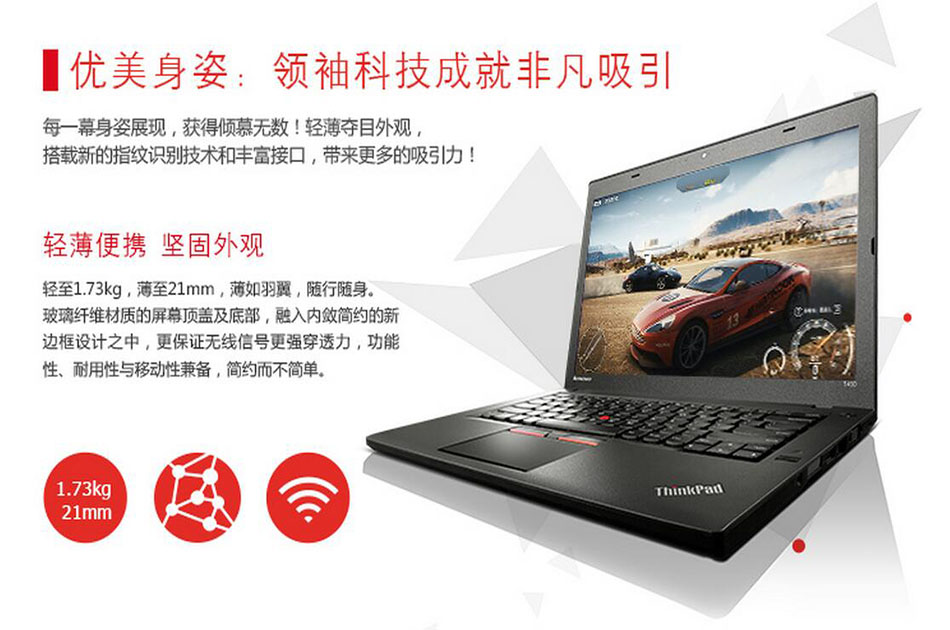 优美身姿：领袖科技成就非凡吸引
每一幕身姿展现，获得倾慕无数！轻薄夺目外观，
搭载新的指纹识别技术和丰富接口，带来更多的吸引力！
轻薄便携 坚固外观
轻至1.73kg，薄至21mm，薄如羽翼，随行随身。
玻璃纤维材质的屏幕顶盖及底部，融入内敛简约的新
边框设计之中，更保证无线信号更强穿透力，功能
性、耐用性与移动性兼备，简约而不简单。
1.73kg
21mm
13
lenovo
T450
ThinkPad